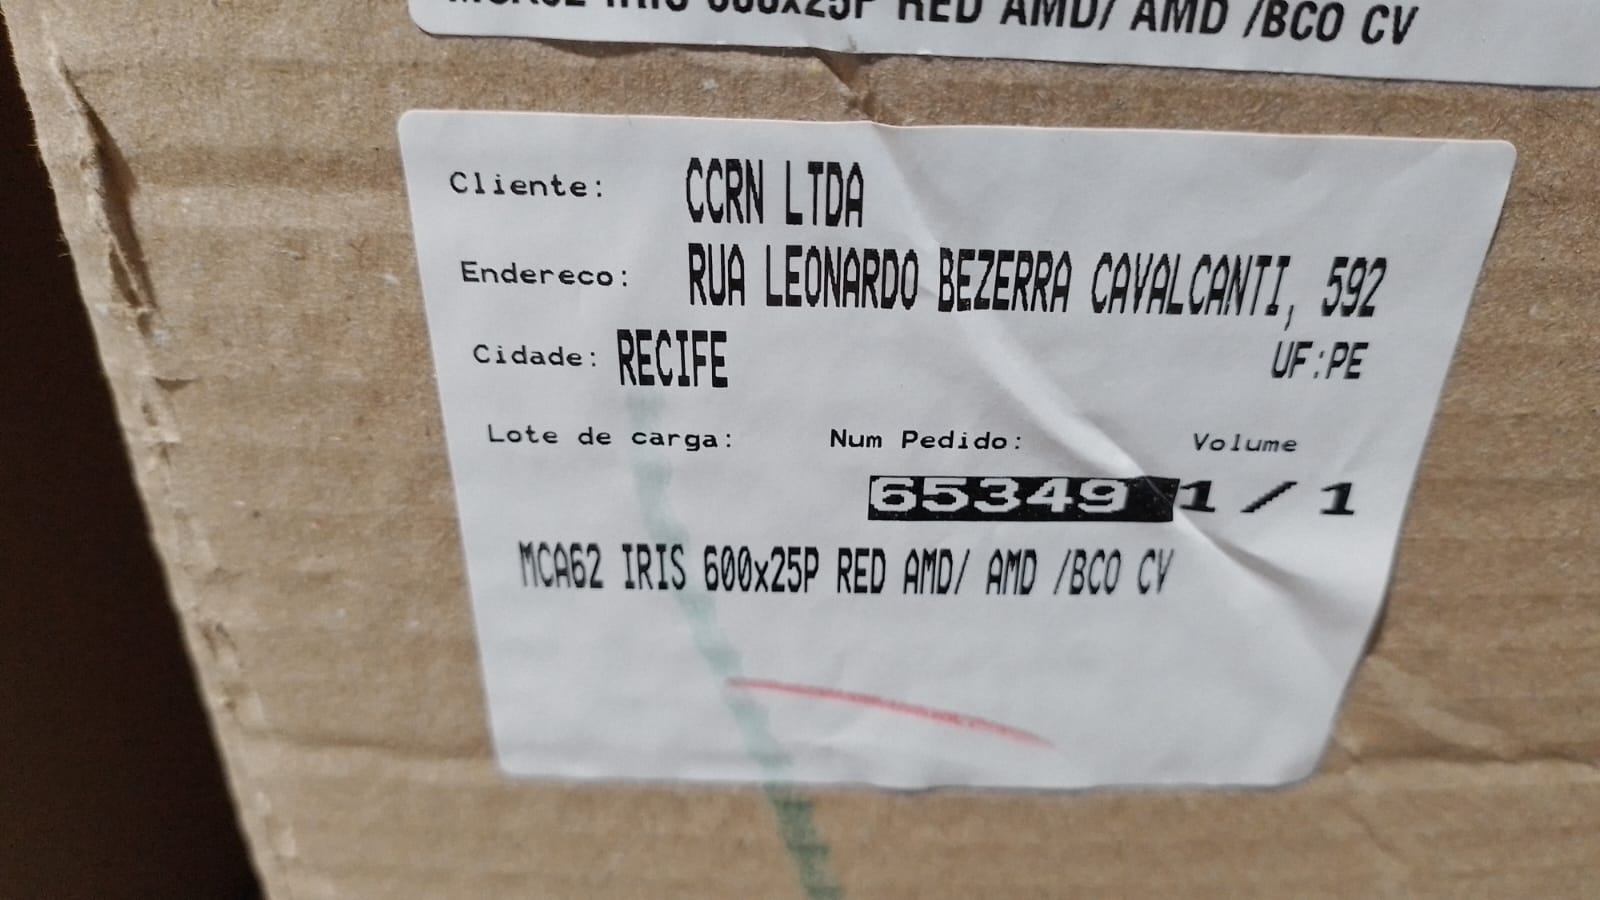 MCA62 IRIS 600x25P RED AMD/ AMD /BCO CV
Cliente: CCRN LTDA
Endereco: RUA LEONARDO BEZERRA CAVALCANTI, 592
Cidade: RECIFE UF:PE
Lote de carga: Num Pedido: Volume
65349 1 / 1
MCA62 IRIS 600x25P RED AMD/ AMD /BCO CV